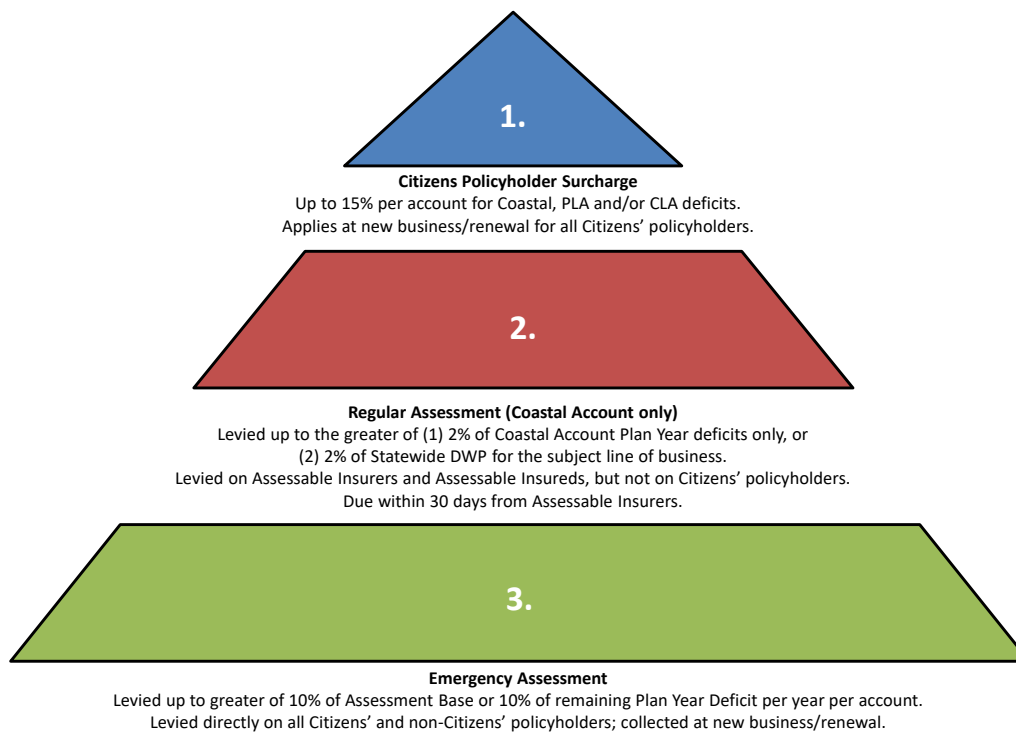 1.
Citizens Policyholder Surcharge
Up to 15% per account for Coastal, PLA and/or CLA deficits.
Applies at new business/renewal for all Citizens’ policyholders.
2.
Regular Assessment (Coastal Account only)
Levied up to the greater of (1) 2% of Coastal Account Plan Year deficits only, or
(2) 2% of Statewide DWP for the subject line of business.
Levied on Assessable Insurers and Assessable Insureds, but not on Citizens’ policyholders.
Due within 30 days from Assessable Insurers.
3.
Emergency Assessment
Levied up to greater of 10% of Assessment Base or 10% of remaining Plan Year Deficit per year per account.
Levied directly on all Citizens’ and non-Citizens’ policyholders; collected at new business/renewal.